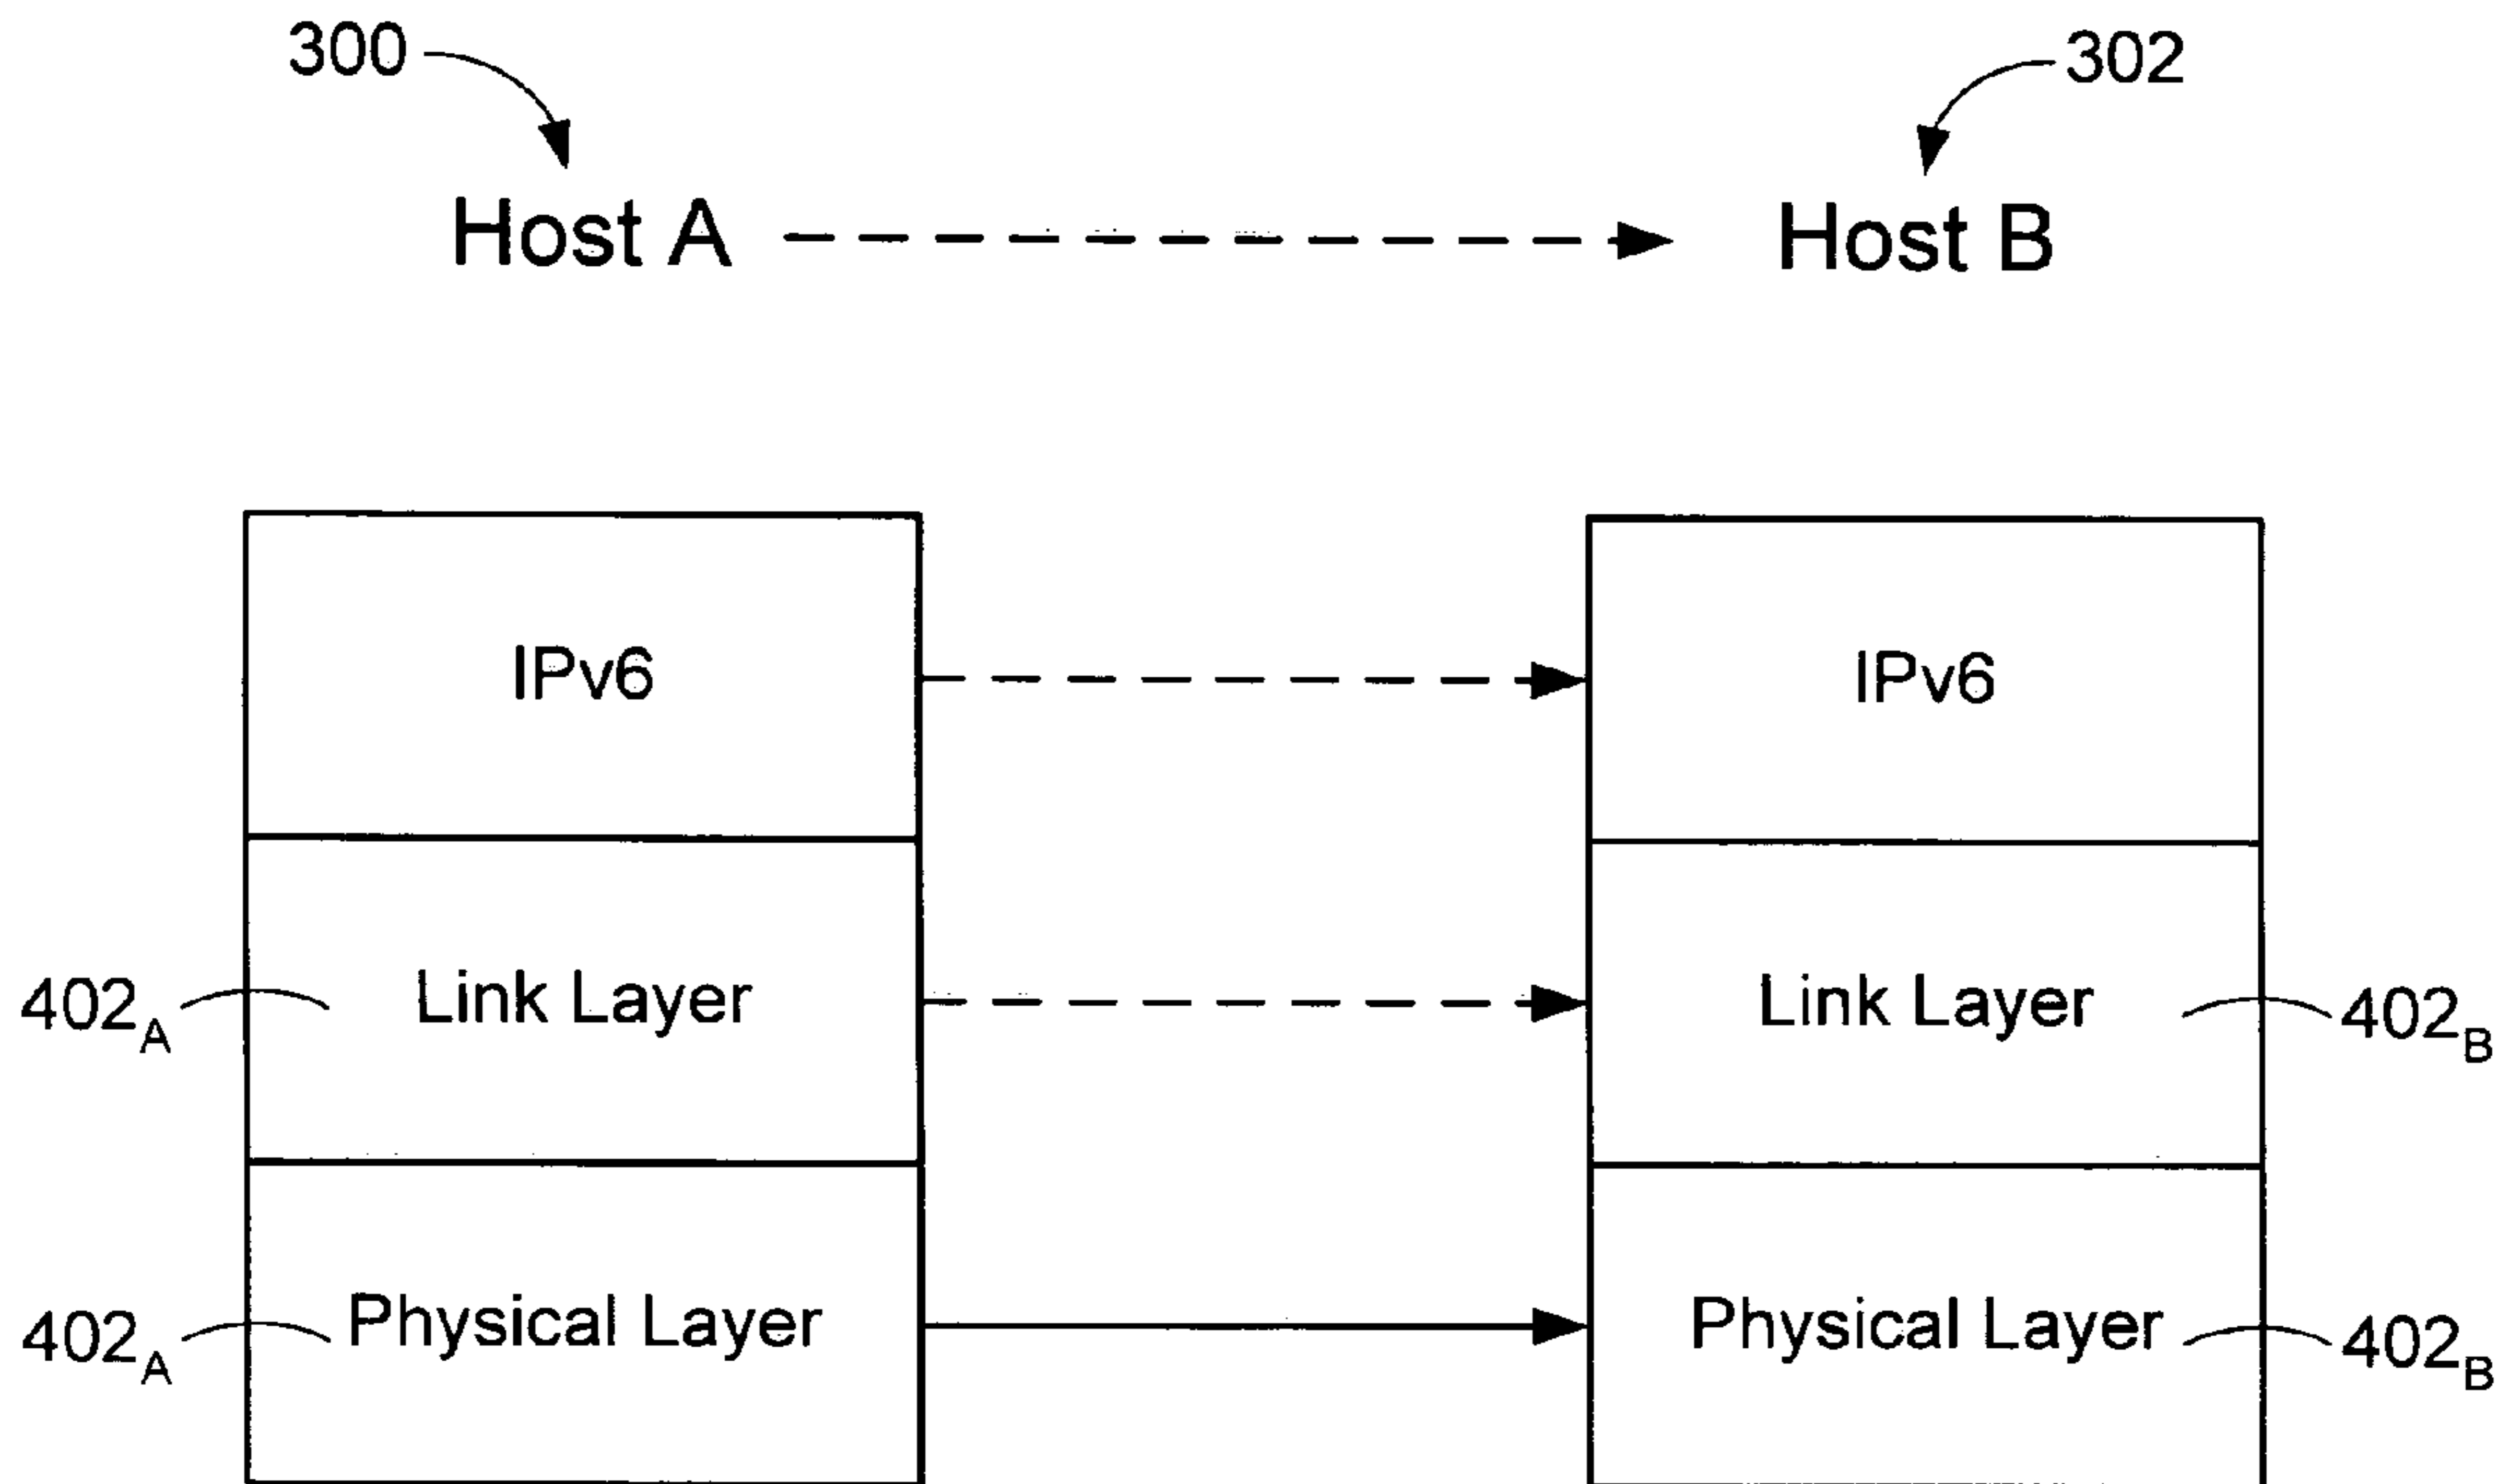 300
302
Host A
Host B
IPv6
IPv6
402A
Link Layer
Link Layer
402B
402A
Physical Layer
Physical Layer
402B